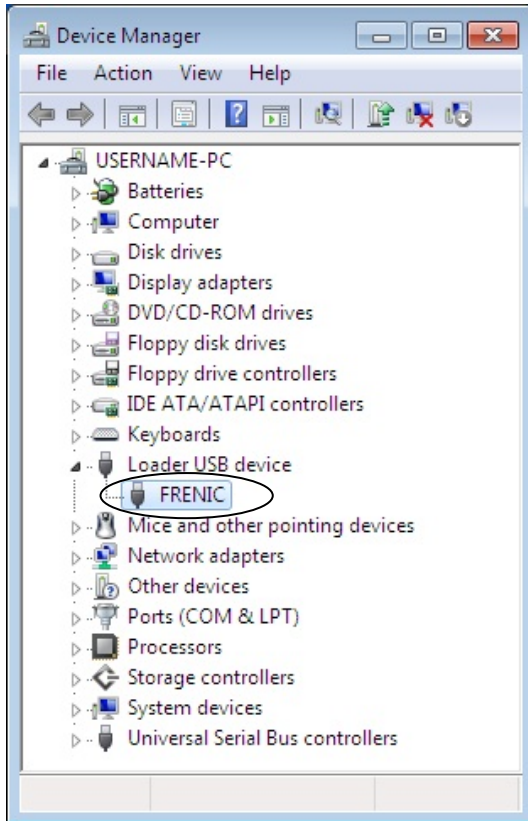 Device Manager
File Action View Help
USERNAME-PC
Batteries
Computer
Disk drives
Display adapters
DVD/CD-ROM drives
Floppy disk drives
Floppy drive controllers
IDE ATA/ATAPI controllers
Keyboards
Loader USB device
FRENIC
Mice and other pointing devices
Network adapters
Other devices
Ports (COM & LPT)
Processors
Storage controllers
System devices
Universal Serial Bus controllers